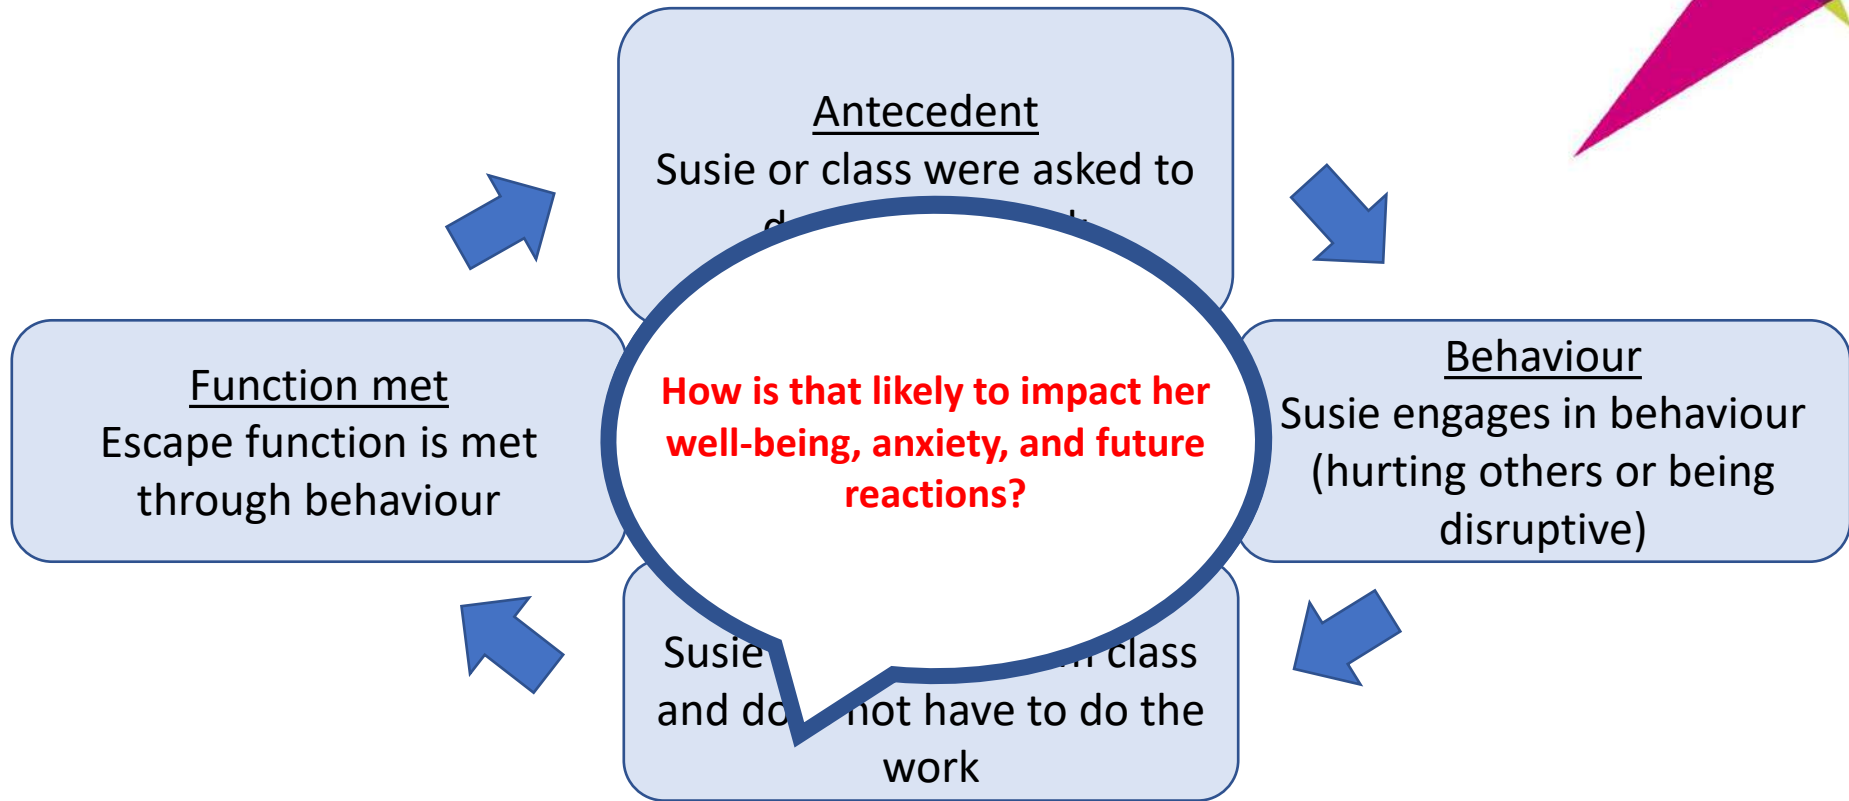 Antecedent
Susie or class were asked to
How is that likely to impact her
well-being, anxiety, and future
reactions?
Behaviour
Susie engages in behaviour
(hurting others or being
disruptive)
Susie class
and not have to do the
work
Function met
Escape function is met
through behaviour